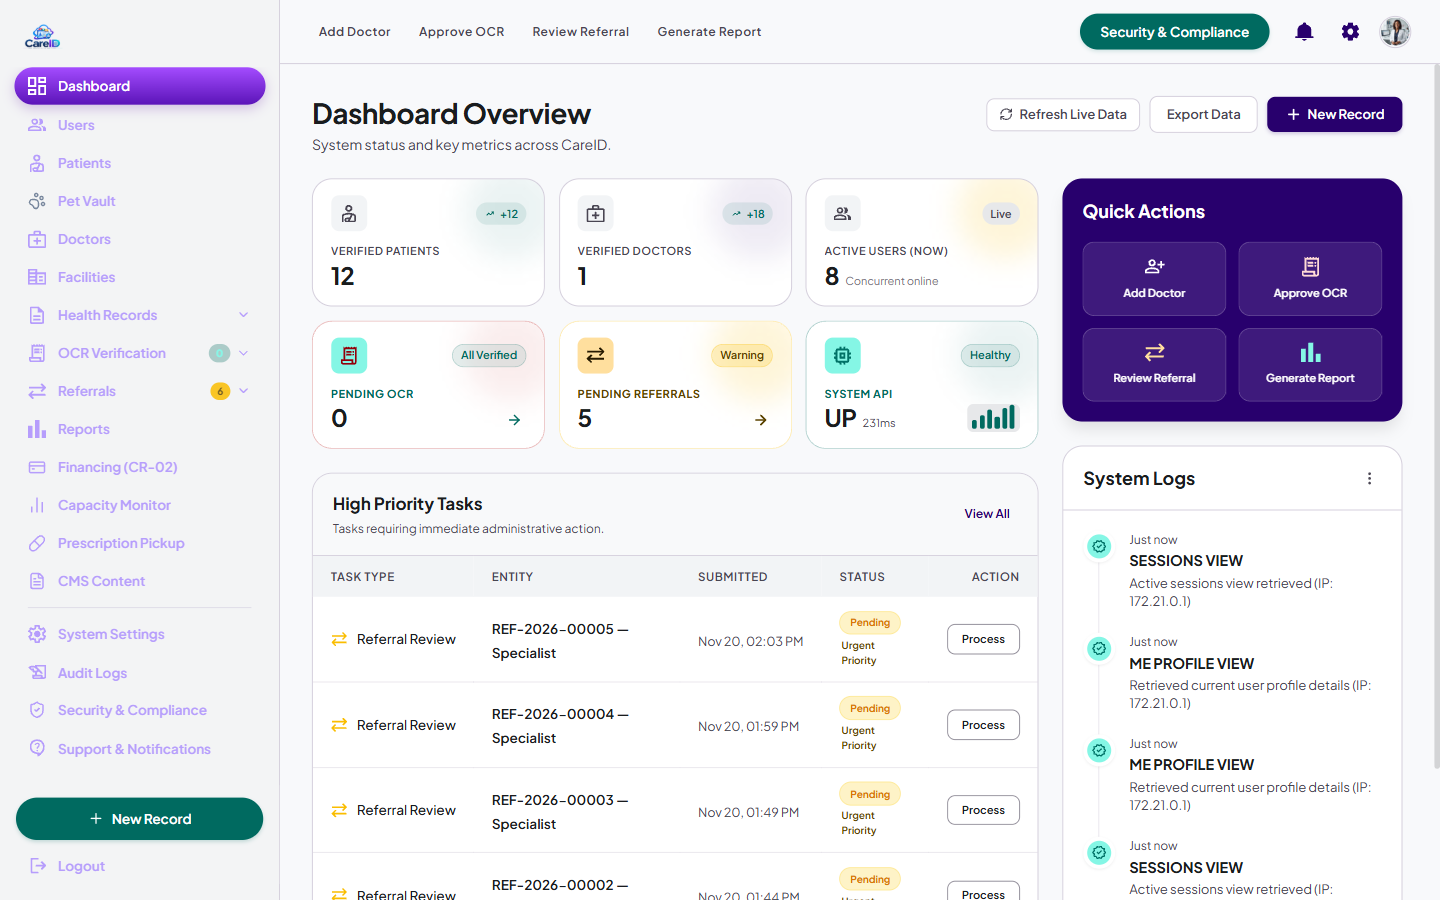 CareID
Dashboard
Users
Patients
Pet Vault
Doctors
Facilities
Health Records
OCR Verification 0
Referrals 6
Reports
Financing (CR-02)
Capacity Monitor
Prescription Pickup
CMS Content
System Settings
Audit Logs
Security & Compliance
Support & Notifications
+ New Record
Logout
Add Doctor Approve OCR Review Referral Generate Report
Security & Compliance
Dashboard Overview
System status and key metrics across CareID.
Refresh Live Data Export Data + New Record
+12
VERIFIED PATIENTS
12
+18
VERIFIED DOCTORS
1
Live
ACTIVE USERS (NOW)
8 Concurrent online
All Verified
PENDING OCR
0
Warning
PENDING REFERRALS
5
Healthy
SYSTEM API
UP 231ms
Quick Actions
Add Doctor Approve OCR
Review Referral Generate Report
High Priority Tasks
Tasks requiring immediate administrative action.
View All
TASK TYPE ENTITY SUBMITTED STATUS ACTION
Referral Review
REF-2026-00005 —
Specialist
Nov 20, 02:03 PM
Pending
Urgent
Priority
Process
Referral Review
REF-2026-00004 —
Specialist
Nov 20, 01:59 PM
Pending
Urgent
Priority
Process
Referral Review
REF-2026-00003 —
Specialist
Nov 20, 01:49 PM
Pending
Urgent
Priority
Process
Referral Review
REF-2026-00002 —
Nov 20, 01:44 PM
Pending
Urgent
Process
System Logs
Just now
SESSIONS VIEW
Active sessions view retrieved (IP:
172.21.0.1)
Just now
ME PROFILE VIEW
Retrieved current user profile details (IP:
172.21.0.1)
Just now
ME PROFILE VIEW
Retrieved current user profile details (IP:
172.21.0.1)
Just now
SESSIONS VIEW
Active sessions view retrieved (IP: